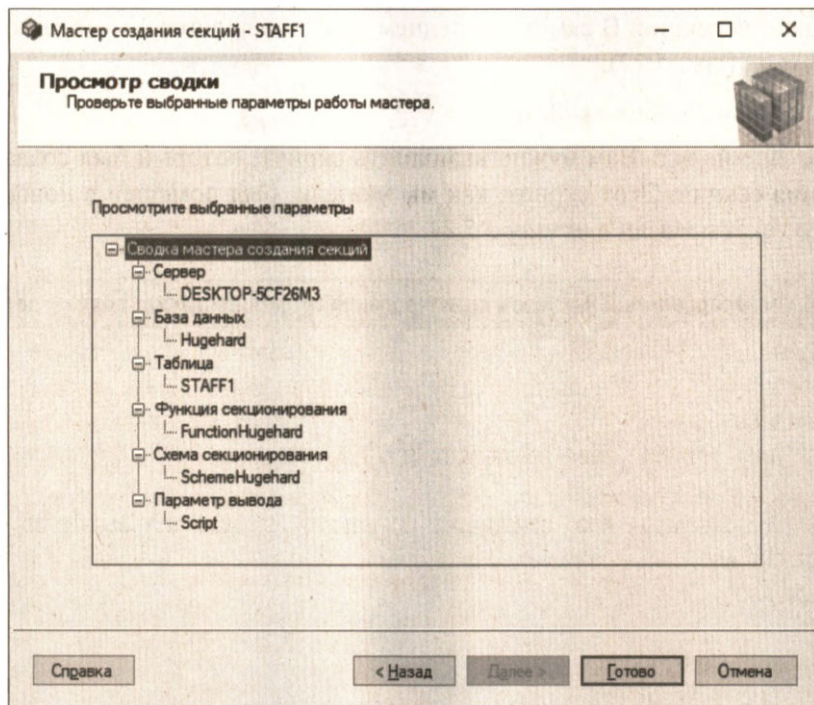 Мастер создания секций - STAFF1
Просмотр сводки
Проверьте выбранные параметры работы мастера.
Просмотрите выбранные параметры
Сводка мастера создания секций
Сервер
DESKTOP-5CF26M3
База данных
Hugehard
Таблица
STAFF1
Функция секционирования
FunctionHugehard
Схема секционирования
SchemeHugehard
Параметр вывода
Script
Справка
< Назад
Далее >
Готово
Отмена